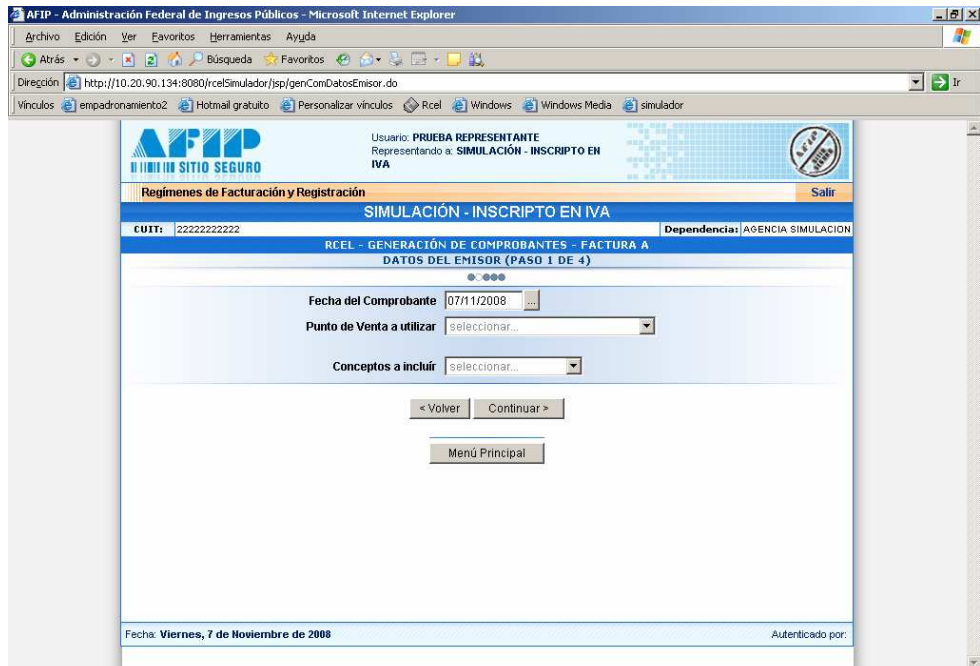 AFIP - Administración Federal de Ingresos Públicos - Microsoft Internet Explorer
Archivo Edición Ver Favoritos Herramientas Ayuda
Atrás Búsqueda Favoritos
Dirección http://10.20.90.134:8080/rcelSimulador/jsp/genComDatosEmisor.do Ir
Vínculos empadronamiento2 Hotmail gratuito Personalizar vínculos Rcel Windows Windows Media simulador
AFIP
SITIO SEGURO
Usuario: PRUEBA REPRESENTANTE
Representando a: SIMULACIÓN - INSCRIPTO EN
IVA
Regímenes de Facturación y Registración Salir
SIMULACIÓN - INSCRIPTO EN IVA
CUIT: 22222222222 Dependencia: AGENCIA SIMULACION
RCEL - GENERACIÓN DE COMPROBANTES - FACTURA A
DATOS DEL EMISOR (PASO 1 DE 4)
Fecha del Comprobante 07/11/2008 ...
Punto de Venta a utilizar seleccionar...
Conceptos a incluír seleccionar...
< Volver Continuar >
Menú Principal
Fecha: Viernes, 7 de Noviembre de 2008 Autenticado por: